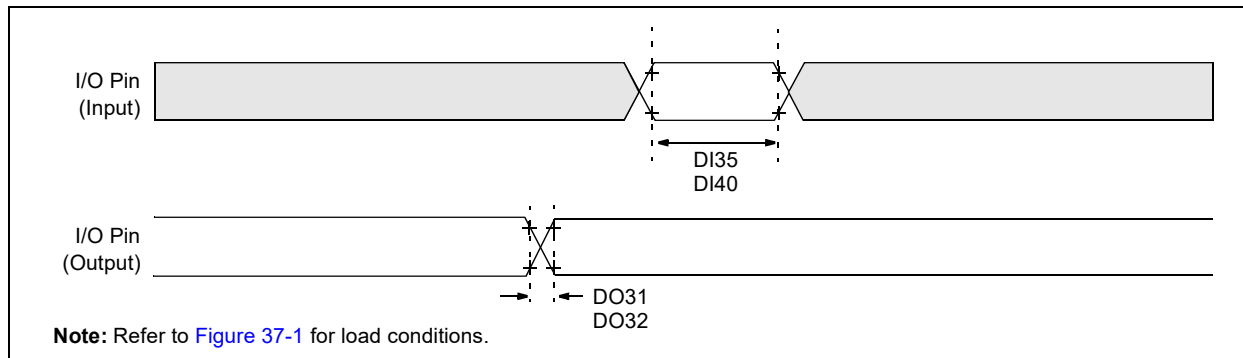 I/O Pin
(Input)
DI35
DI40
I/O Pin
(Output)
DO31
DO32
Note: Refer to Figure 37-1 for load conditions.